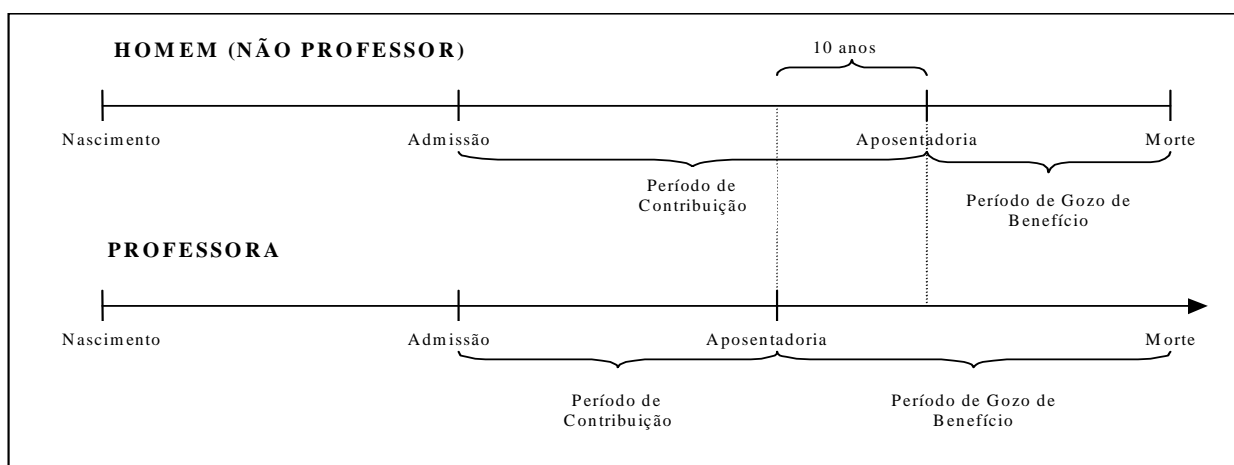 HOMEM (NÃO PROFESSOR)
10 anos
Nascimento
Admissão
Aposentadoria
Morte
Período de
Contribuição
Período de Gozo de
Benefício
PROFESSORA
Nascimento
Admissão
Aposentadoria
Morte
Período de
Contribuição
Período de Gozo de
Benefício